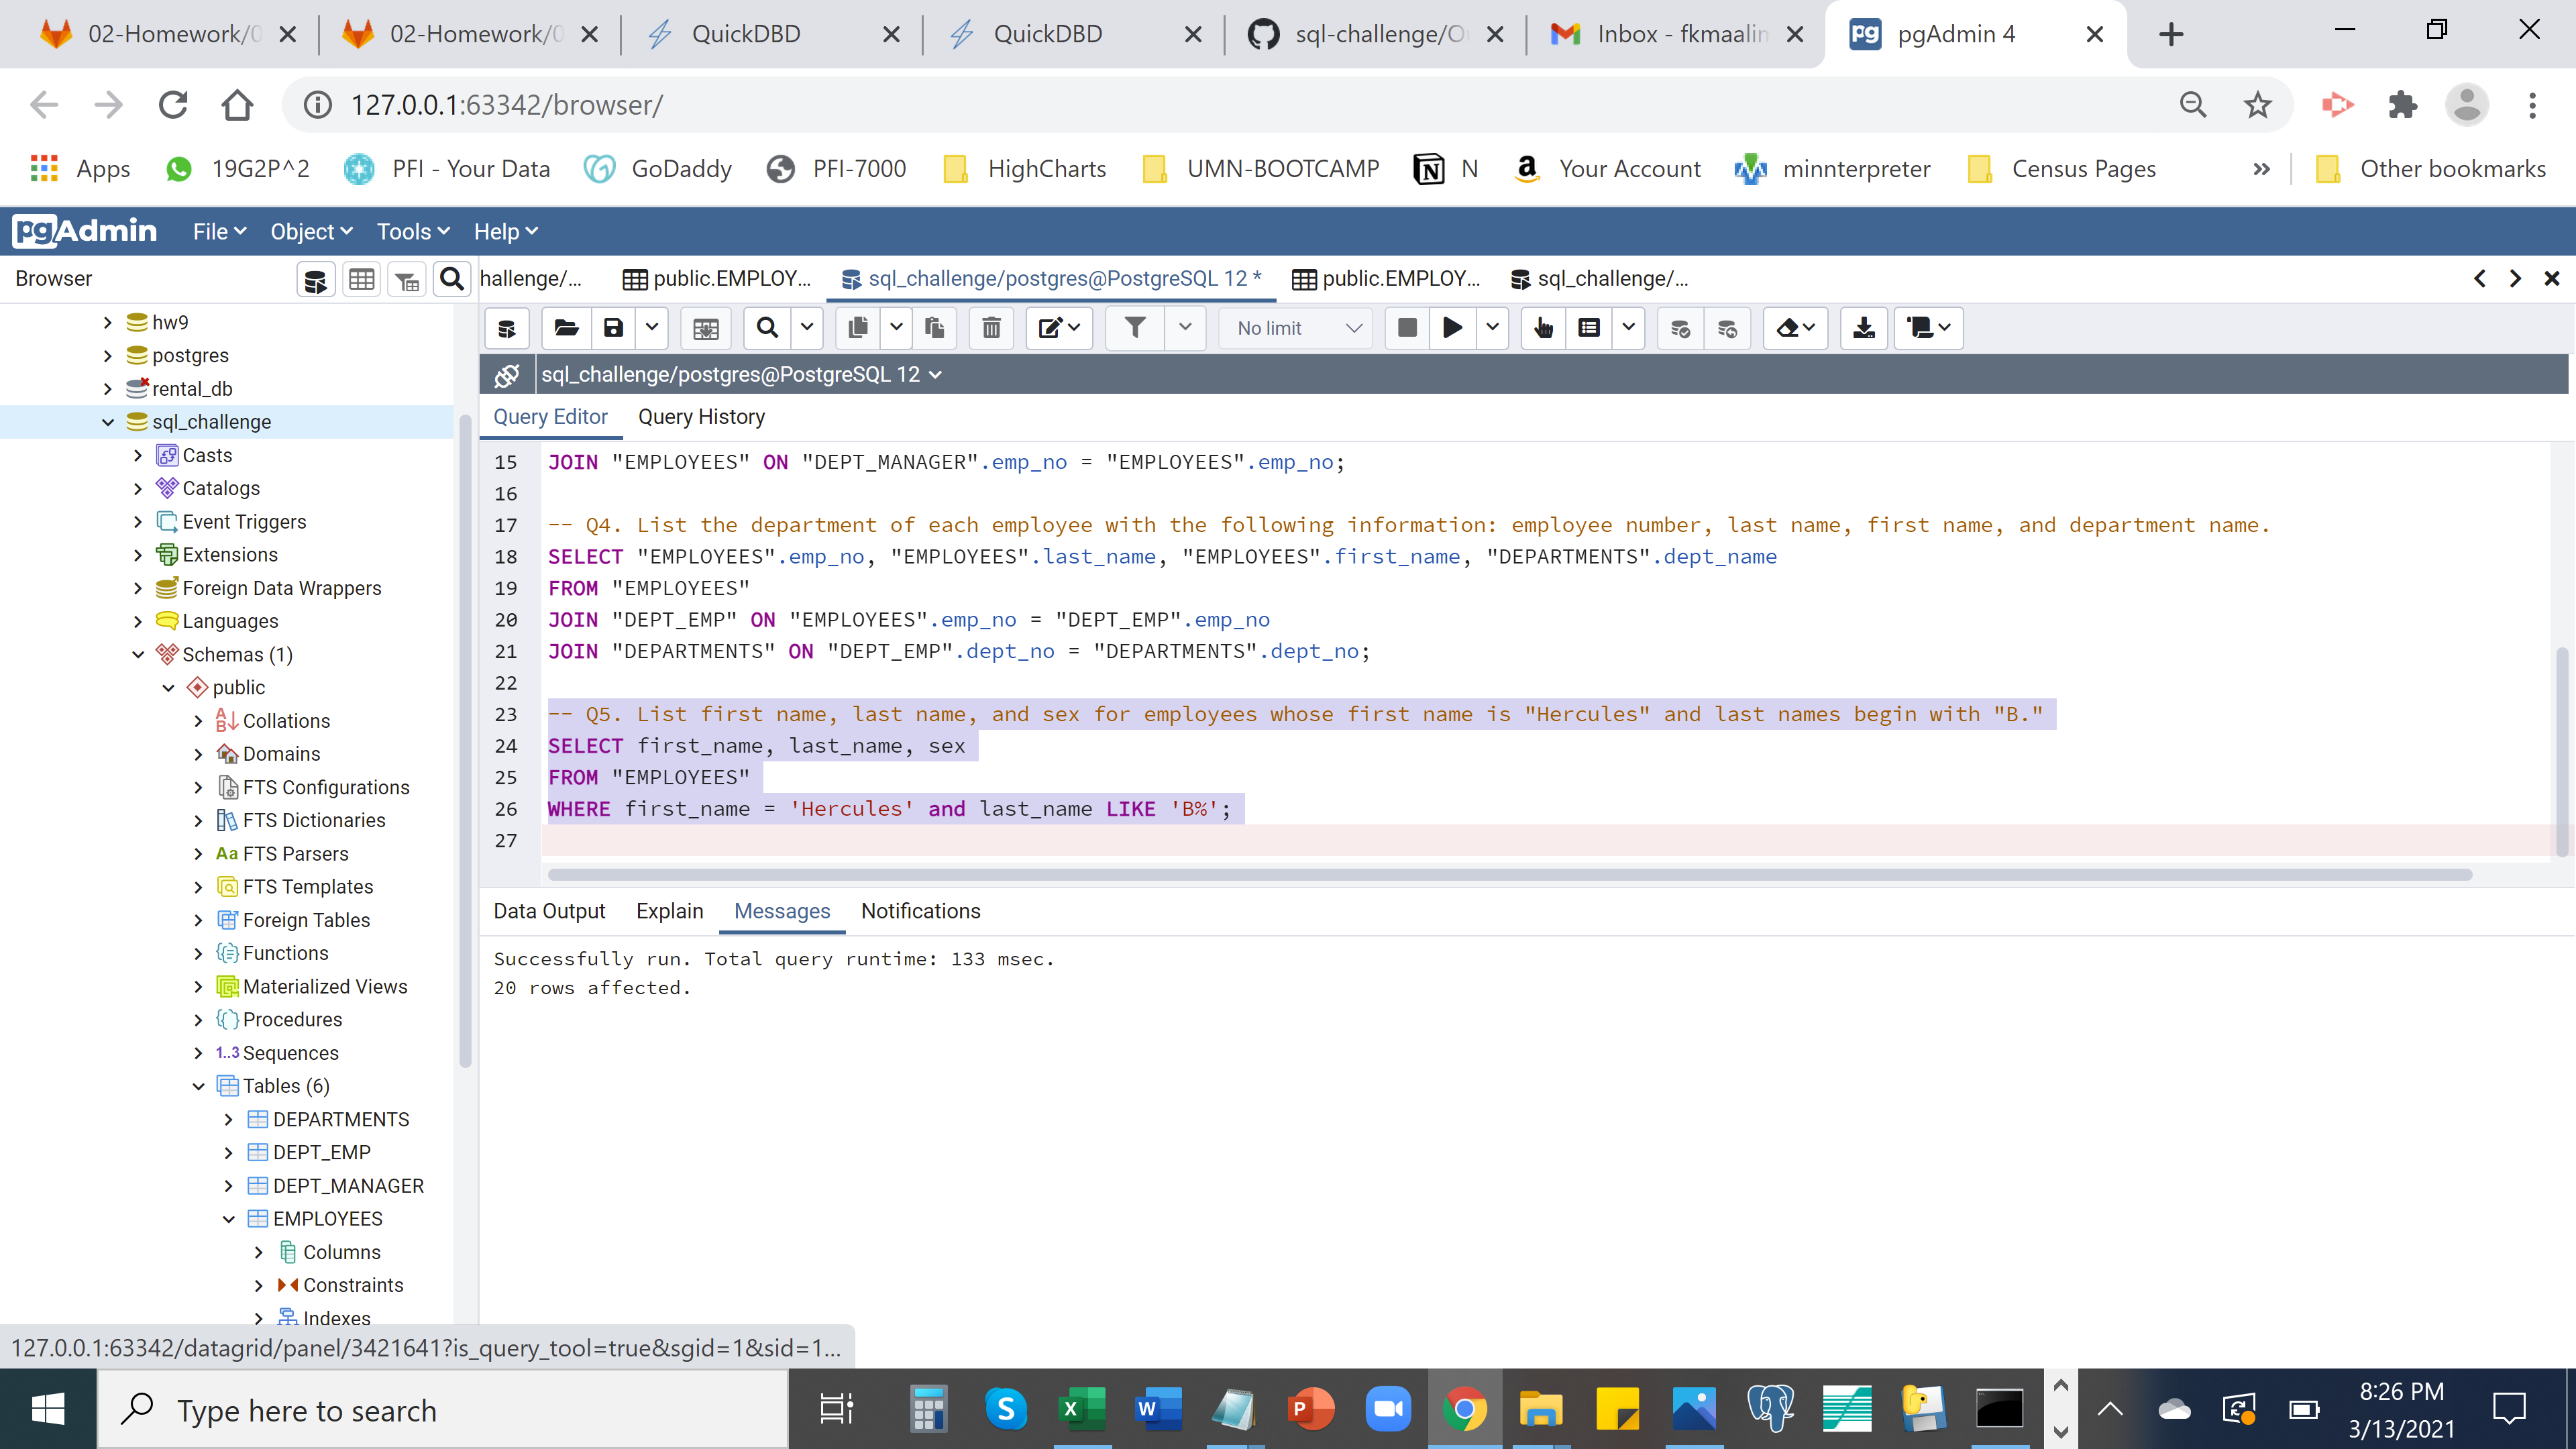 02-Homework/0
02-Homework/0
QuickDBD
QuickDBD
sql-challenge/O
Inbox - fkmaalin
pgAdmin 4
127.0.0.1:63342/browser/
Apps
19G2P^2
PFI - Your Data
GoDaddy
PFI-7000
HighCharts
UMN-BOOTCAMP
N
Your Account
minnterpreter
Census Pages
»
Other bookmarks
pgAdmin
File
Object
Tools
Help
Browser
hallenge/...
public.EMPLOY...
sql_challenge/postgres@PostgreSQL 12 *
public.EMPLOY...
sql_challenge/...
No limit
sql_challenge/postgres@PostgreSQL 12
Query Editor
Query History
15 JOIN "EMPLOYEES" ON "DEPT_MANAGER".emp_no = "EMPLOYEES".emp_no;
16
17 -- Q4. List the department of each employee with the following information: employee number, last name, first name, and department name.
18 SELECT "EMPLOYEES".emp_no, "EMPLOYEES".last_name, "EMPLOYEES".first_name, "DEPARTMENTS".dept_name
19 FROM "EMPLOYEES"
20 JOIN "DEPT_EMP" ON "EMPLOYEES".emp_no = "DEPT_EMP".emp_no
21 JOIN "DEPARTMENTS" ON "DEPT_EMP".dept_no = "DEPARTMENTS".dept_no;
22
23 -- Q5. List first name, last name, and sex for employees whose first name is "Hercules" and last names begin with "B."
24 SELECT first_name, last_name, sex
25 FROM "EMPLOYEES"
26 WHERE first_name = 'Hercules' and last_name LIKE 'B%';
27
Data Output
Explain
Messages
Notifications
Successfully run. Total query runtime: 133 msec.
20 rows affected.
hw9
postgres
rental_db
sql_challenge
Casts
Catalogs
Event Triggers
Extensions
Foreign Data Wrappers
Languages
Schemas (1)
public
Collations
Domains
FTS Configurations
FTS Dictionaries
Aa FTS Parsers
FTS Templates
Foreign Tables
Functions
Materialized Views
Procedures
1..3 Sequences
Tables (6)
DEPARTMENTS
DEPT_EMP
DEPT_MANAGER
EMPLOYEES
Columns
Constraints
Indexes
127.0.0.1:63342/datagrid/panel/3421641?is_query_tool=true&sgid=1&sid=1...
Type here to search
8:26 PM
3/13/2021